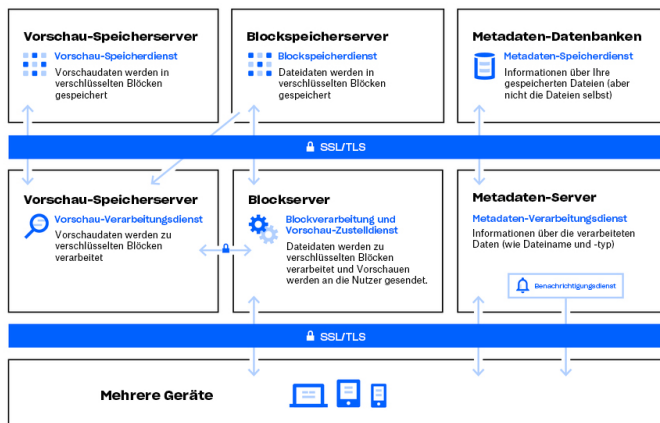 Vorschau-Speicherserver
Vorschau-Speicherdienst
Vorschaudaten werden in
verschlüsselten Blöcken
gespeichert
Blockspeicherserver
Blockspeicherdienst
Dateidaten werden in
verschlüsselten Blöcken
gespeichert
Metadaten-Datenbanken
Metadaten-Speicherdienst
Informationen über Ihre
gespeicherten Dateien (aber
nicht die Dateien selbst)
SSL/TLS
Vorschau-Speicherserver
Vorschau-Verarbeitungsdienst
Vorschaudaten werden zu
verschlüsselten Blöcken
verarbeitet
Blockserver
Blockverarbeitung und
Vorschau-Zustelldienst
Dateidaten werden zu
verschlüsselten Blöcken
verarbeitet und Vorschauen
werden an die Nutzer gesendet.
Metadaten-Server
Metadaten-Verarbeitungsdienst
Informationen über die verarbeiteten
Daten (wie Dateiname und -typ)
Benachrichtigungsdienst
SSL/TLS
Mehrere Geräte